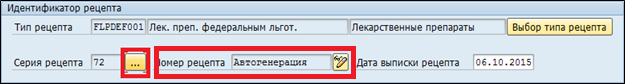 Идентификатор рецепта
Тип рецепта FLPDEF001 Лек. преп. федеральным льгот. Лекарственные препараты Выбор типа рецепта
Серия рецепта 72 ... Номер рецепта Автогенерация Дата выписки рецепта 06.10.2015